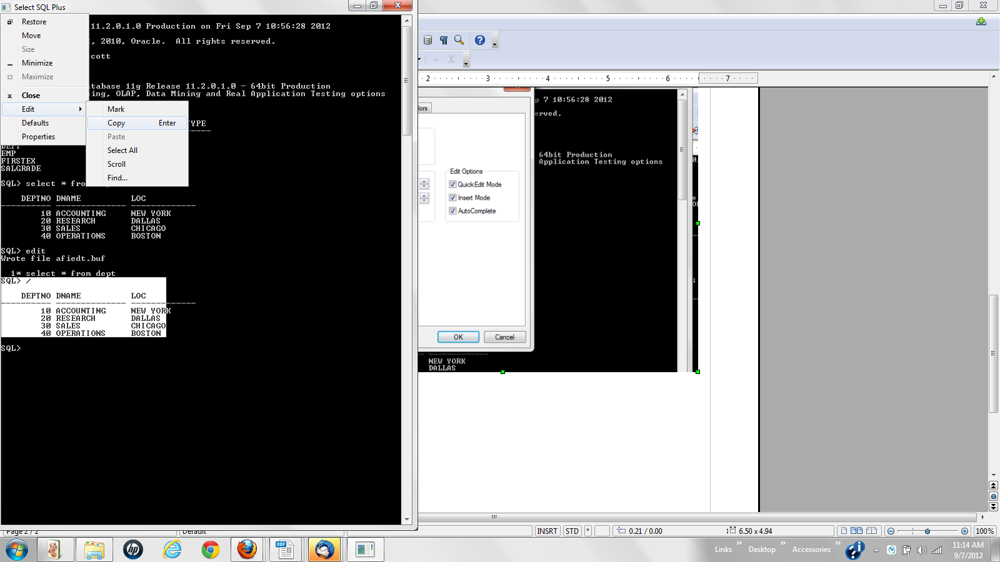 Select SQL Plus
Restore
Move
Size
Minimize
Maximize
Close
Edit
Defaults
Properties
Mark
Copy Enter
Paste
Select All
Scroll
Find...
11.2.0.1.0 Production on Fri Sep 7 10:56:28 2012
, 2010, Oracle.  All rights reserved.
cott
tabase 11g Release 11.2.0.1.0 - 64bit Production
ing, OLAP, Data Mining and Real Application Testing options
YPE
DEPT
EMP
FIRSTEX
SALGRADE
SQL> select * fro
DEPTNO DNAME LOC
10 ACCOUNTING NEW YORK
20 RESEARCH DALLAS
30 SALES CHICAGO
40 OPERATIONS BOSTON
SQL> edit
Wrote file afiedt.buf
1* select * from dept
SQL> /
DEPTNO DNAME LOC
10 ACCOUNTING NEW YORK
20 RESEARCH DALLAS
30 SALES CHICAGO
40 OPERATIONS BOSTON
SQL>
2 3 4 5 6 7
p 7 10:56:28 2012
erved.
lors
64bit Production
Application Testing options
Edit Options
QuickEdit Mode
Insert Mode
AutoComplete
OK Cancel
NEW YORK
DALLAS
Page 2 / 2 Default INSRT STD * 0.21 / 0.00 6.50 x 4.94 100%
ODF
Links Desktop Accessories
11:14 AM
9/7/2012